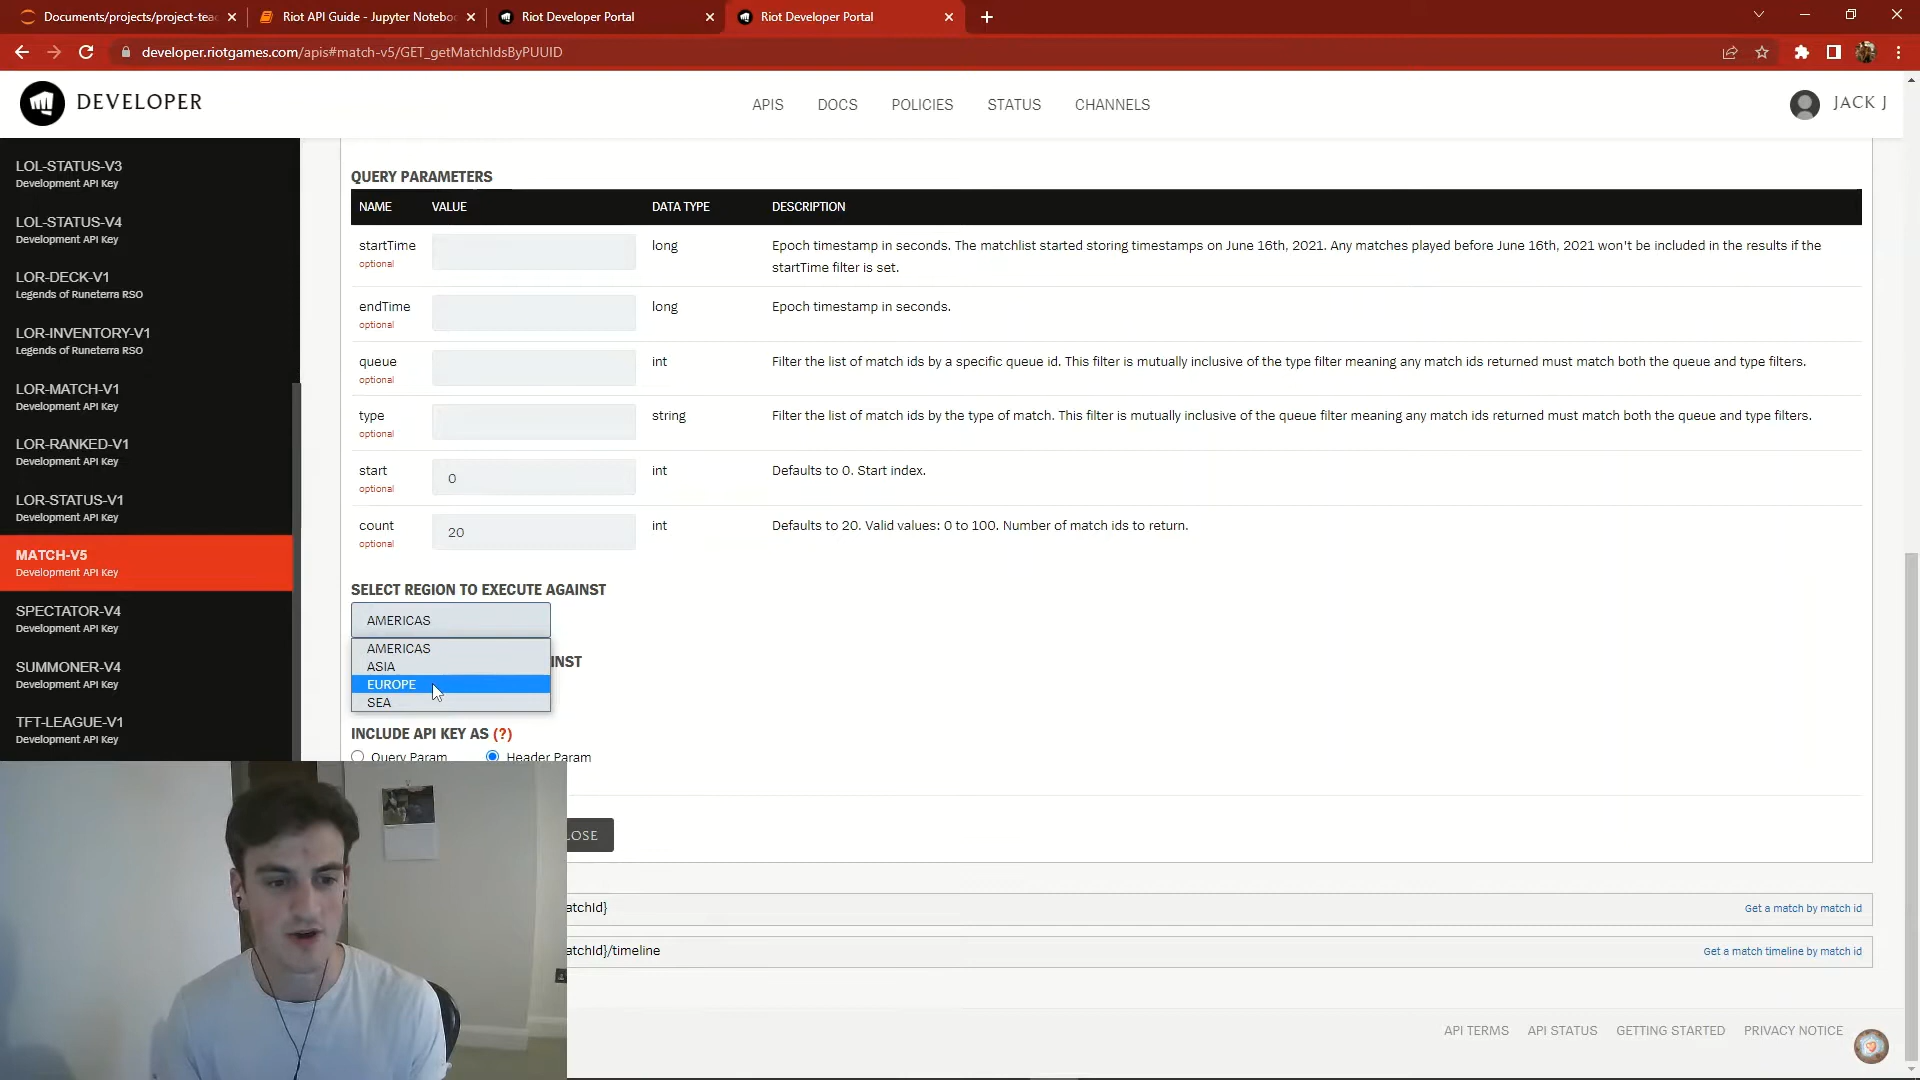 Documents/projects/project-tea
Riot API Guide - Jupyter Noteboo
Riot Developer Portal
Riot Developer Portal
developer.riotgames.com/apis#match-v5/GET_getMatchIdsByPUUID
DEVELOPER
APIS
DOCS
POLICIES
STATUS
CHANNELS
JACK J
LOL-STATUS-V3
Development API Key
LOL-STATUS-V4
Development API Key
LOR-DECK-V1
Legends of Runeterra RSO
LOR-INVENTORY-V1
Legends of Runeterra RSO
LOR-MATCH-V1
Development API Key
LOR-RANKED-V1
Development API Key
LOR-STATUS-V1
Development API Key
MATCH-V5
Development API Key
SPECTATOR-V4
Development API Key
SUMMONER-V4
Development API Key
TFT-LEAGUE-V1
Development API Key
QUERY PARAMETERS
NAME VALUE DATA TYPE DESCRIPTION
startTime long Epoch timestamp in seconds. The matchlist started storing timestamps on June 16th, 2021. Any matches played before June 16th, 2021 won't be included in the results if the
optional startTime filter is set.
endTime long Epoch timestamp in seconds.
optional
queue int Filter the list of match ids by a specific queue id. This filter is mutually inclusive of the type filter meaning any match ids returned must match both the queue and type filters.
optional
type string Filter the list of match ids by the type of match. This filter is mutually inclusive of the queue filter meaning any match ids returned must match both the queue and type filters.
optional
start 0 int Defaults to 0. Start index.
optional
count 20 int Defaults to 20. Valid values: 0 to 100. Number of match ids to return.
optional
SELECT REGION TO EXECUTE AGAINST
AMERICAS
AMERICAS
ASIA
INST
EUROPE
SEA
INCLUDE API KEY AS (?)
Query Param Header Param
LOSE
atchId} Get a match by match id
atchId}/timeline Get a match timeline by match id
API TERMS
API STATUS
GETTING STARTED
PRIVACY NOTICE